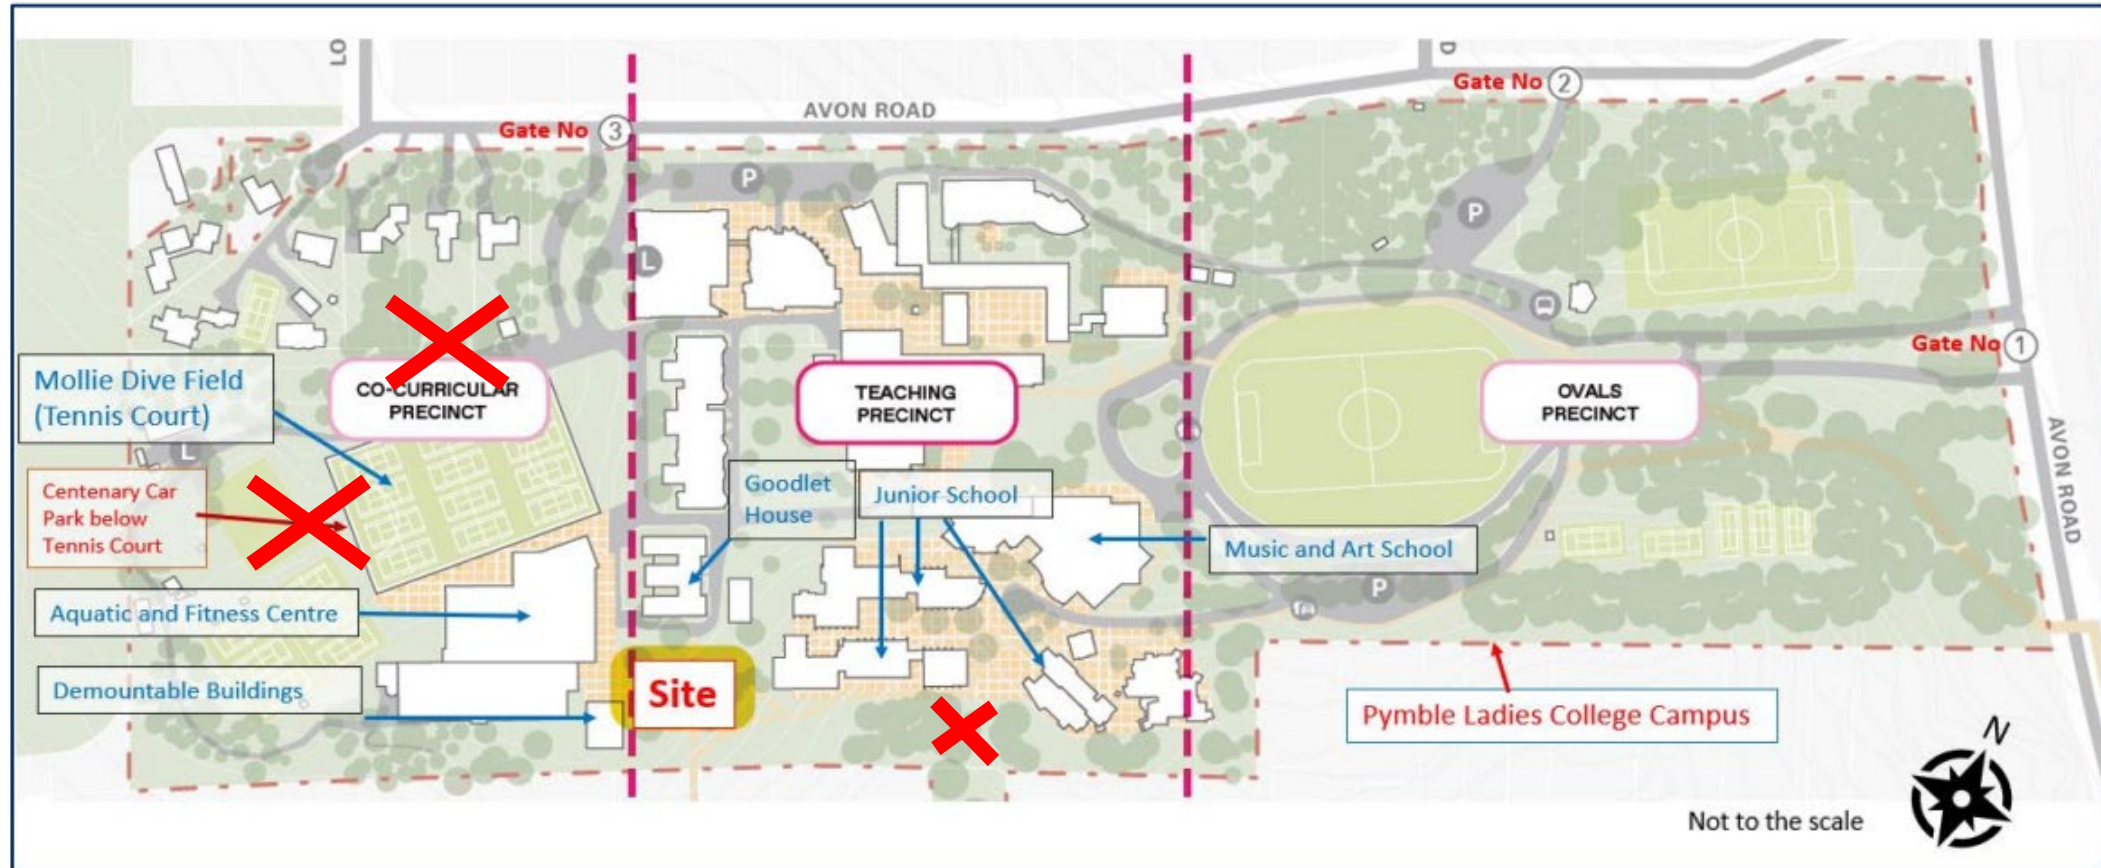 LO
D
Gate No 2
AVON ROAD
Gate No 3
P
P
L
Gate No 1
Mollie Dive Field
(Tennis Court)
CO-CURRICULAR
PRECINCT
TEACHING
PRECINCT
OVALS
PRECINCT
AVON ROAD
L
Centenary Car
Park below
Tennis Court
Goodlet
House
Junior School
Music and Art School
Aquatic and Fitness Centre
P
Demountable Buildings
Site
Pymble Ladies College Campus
N
Not to the scale